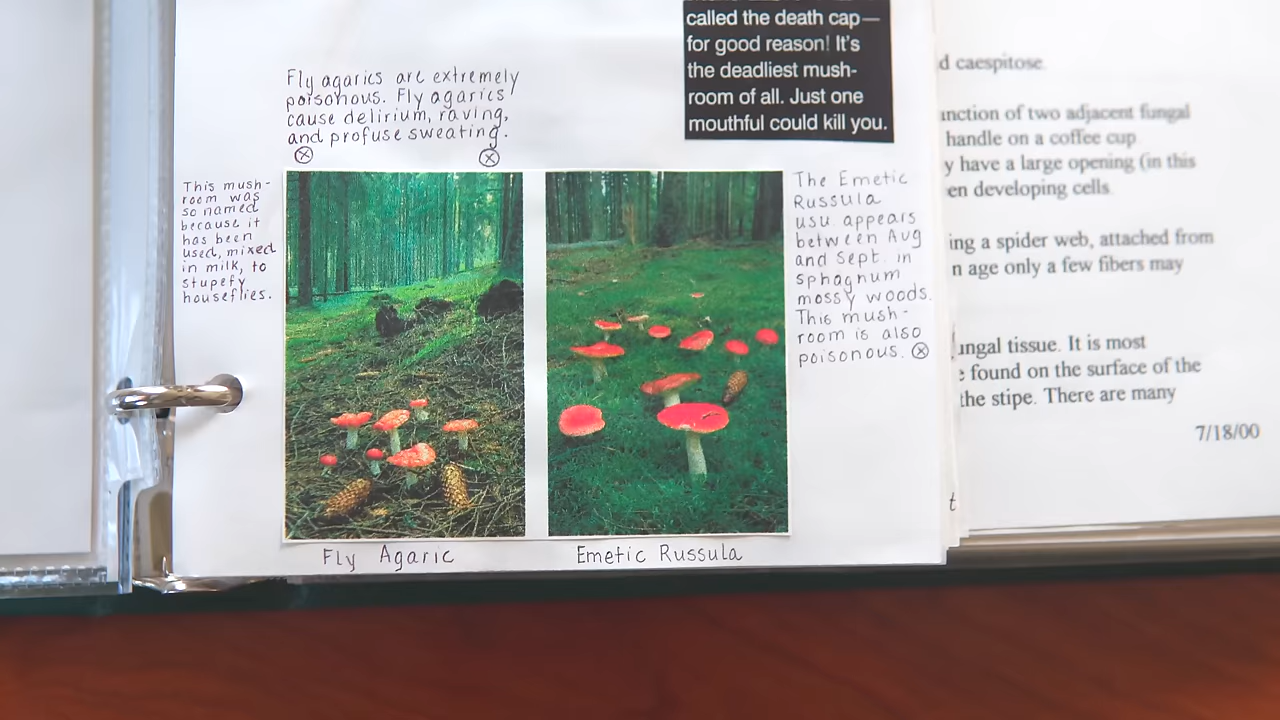 called the death cap—
for good reason! It's
the deadliest mush-
room of all. Just one
mouthful could kill you.
Fly agarics are extremely
poisonous. Fly agarics
cause delirium, raving,
and profuse sweating.
This mush-
room was
so named
because it
has been
used, mixed
in milk, to
stupefy
houseflies.
The Emetic
Russula
usu. appears
between Aug
and Sept. in
sphagnum
mossy woods.
This mush-
room is also
poisonous.
Fly Agaric
Emetic Russula
d caespitose.
unction of two adjacent fungal
handle on a coffee cup
y have a large opening (in this
en developing cells.
ing a spider web, attached from
n age only a few fibers may
ungal tissue. It is most
e found on the surface of the
the stipe. There are many
7/18/00
t